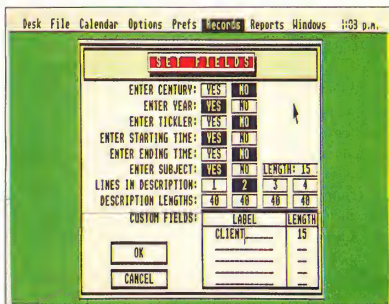 Desk File Calendar Options Prefs Records Reports Windows 1:03 p.m.
SET FIELDS
ENTER CENTURY: YES NO
ENTER YEAR: YES NO
ENTER TICKLER: YES NO
ENTER STARTING TIME: YES NO
ENTER ENDING TIME: YES NO
ENTER SUBJECT: YES NO LENGTH: 15
LINES IN DESCRIPTION: 1 2 3 4
DESCRIPTION LENGTHS: 40 40 40 40
CUSTOM FIELDS: LABEL LENGTH
CLIENT 15
OK
CANCEL